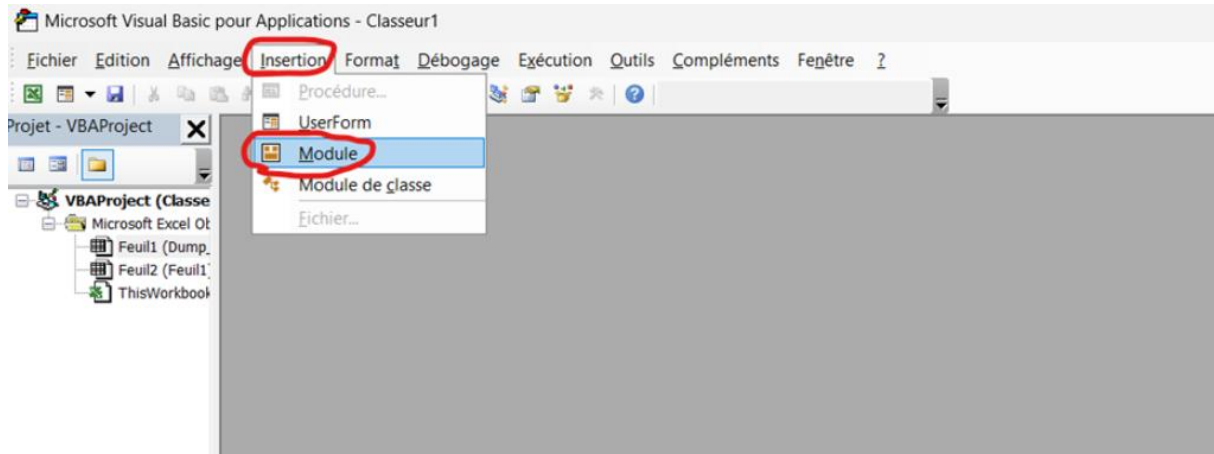 Microsoft Visual Basic pour Applications - Classeur1
Fichier Edition Affichage Insertion Format Débogage Exécution Outils Compléments Fenêtre ?
Procédure...
Projet - VBAProject
UserForm
Module
Module de classe
VBAProject (Classe
Fichier...
Microsoft Excel Ob
Feuil1 (Dump_
Feuil2 (Feuil1)
ThisWorkbook